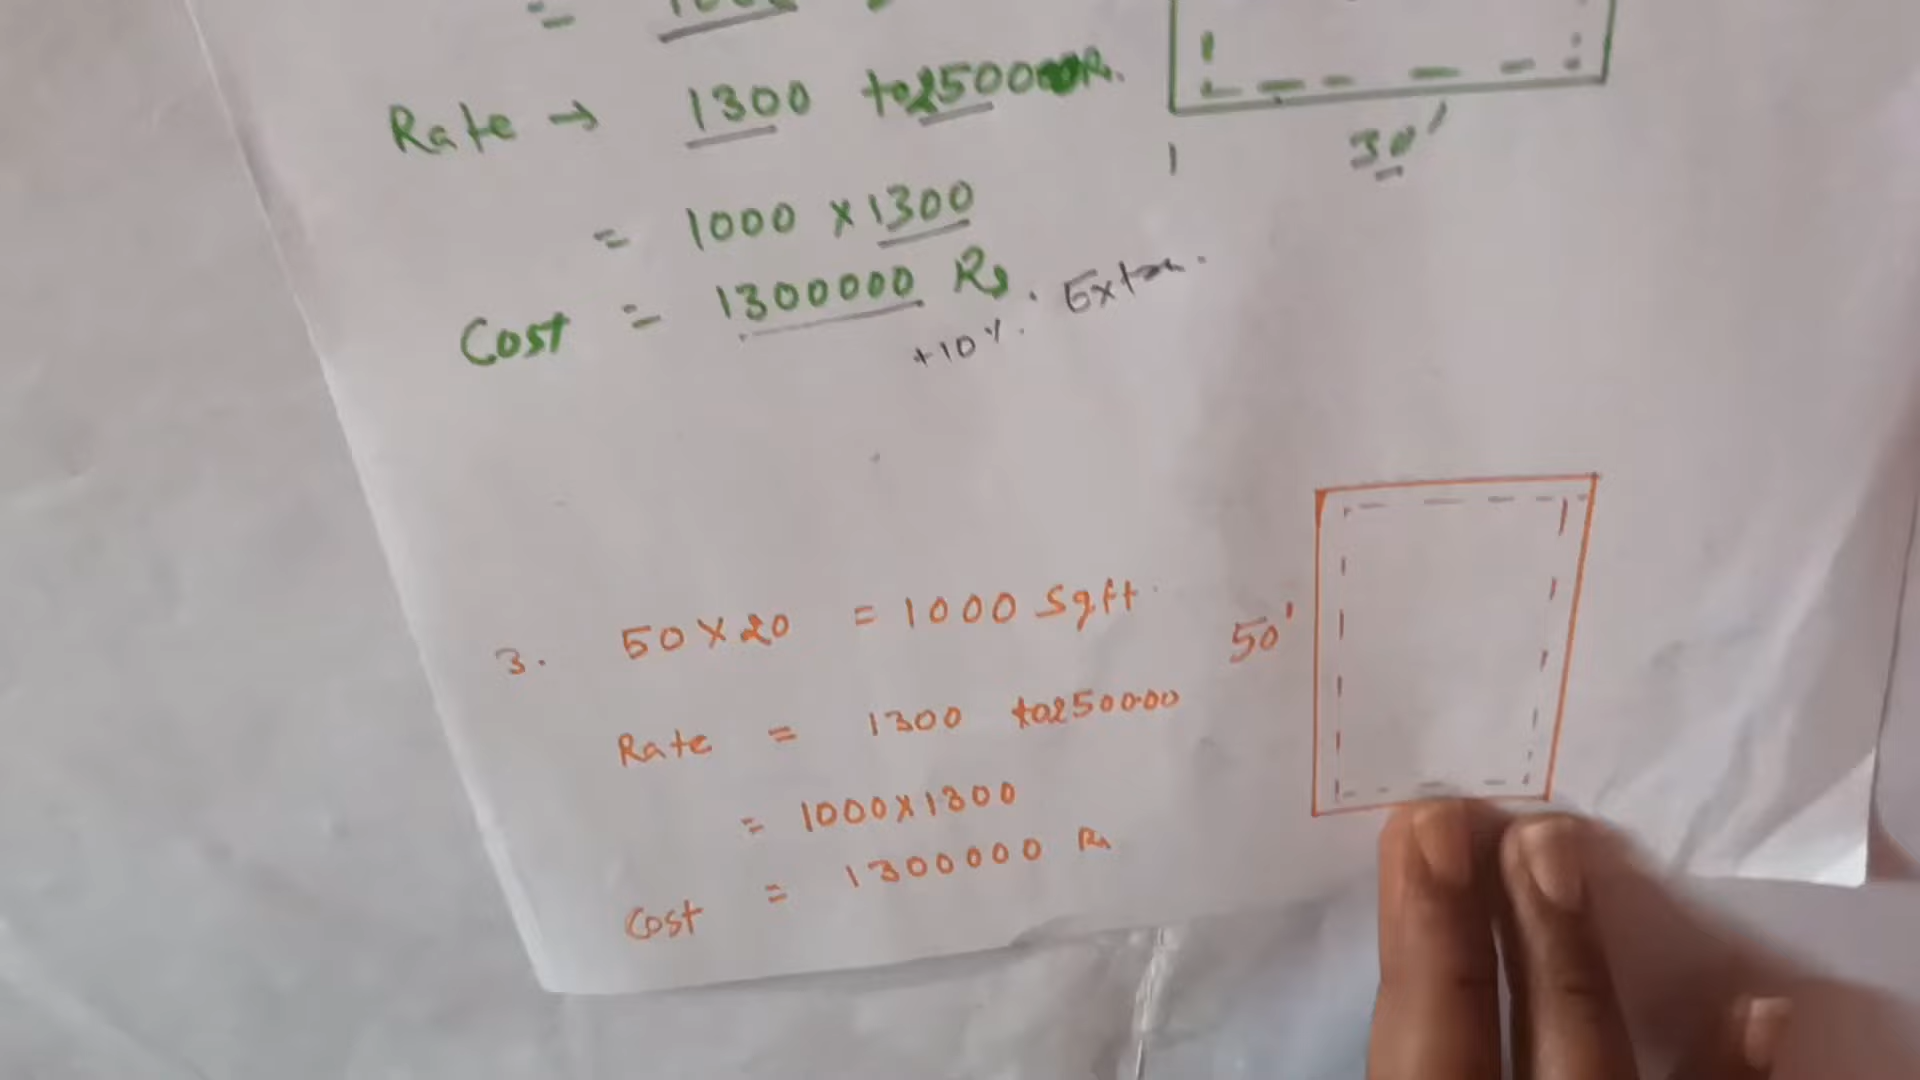 =
Rate → 1300 to 2500
30'
= 1000 × 1300
Cost = 1300000 Rs. Extra.
+10%.
3. 50 × 20 = 1000 Sqft.
50'
Rate = 1300 to 250000
= 1000 × 1300
Cost = 1300000 Rs